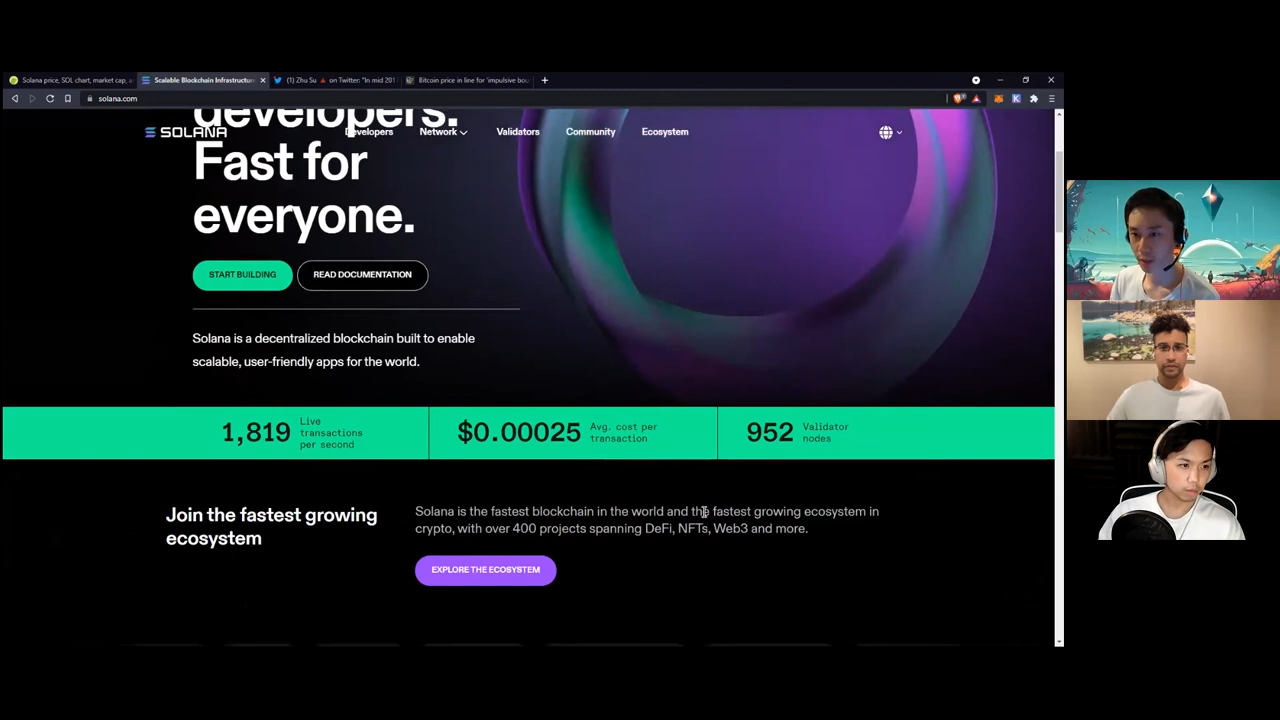 Solana price, SOL chart, market cap, a
Scalable Blockchain Infrastructure
(1) Zhu Su 🔺 on Twitter: "In mid 201
Bitcoin price in line for 'impulsive bou
solana.com
SOLANA
Developers
Network
Validators
Community
Ecosystem
developers.
Fast for
everyone.
START BUILDING
READ DOCUMENTATION
Solana is a decentralized blockchain built to enable
scalable, user-friendly apps for the world.
1,819 Live
transactions
per second
$0.00025 Avg. cost per
transaction
952 Validator
nodes
Join the fastest growing
ecosystem
Solana is the fastest blockchain in the world and the fastest growing ecosystem in
crypto, with over 400 projects spanning DeFi, NFTs, Web3 and more.
EXPLORE THE ECOSYSTEM